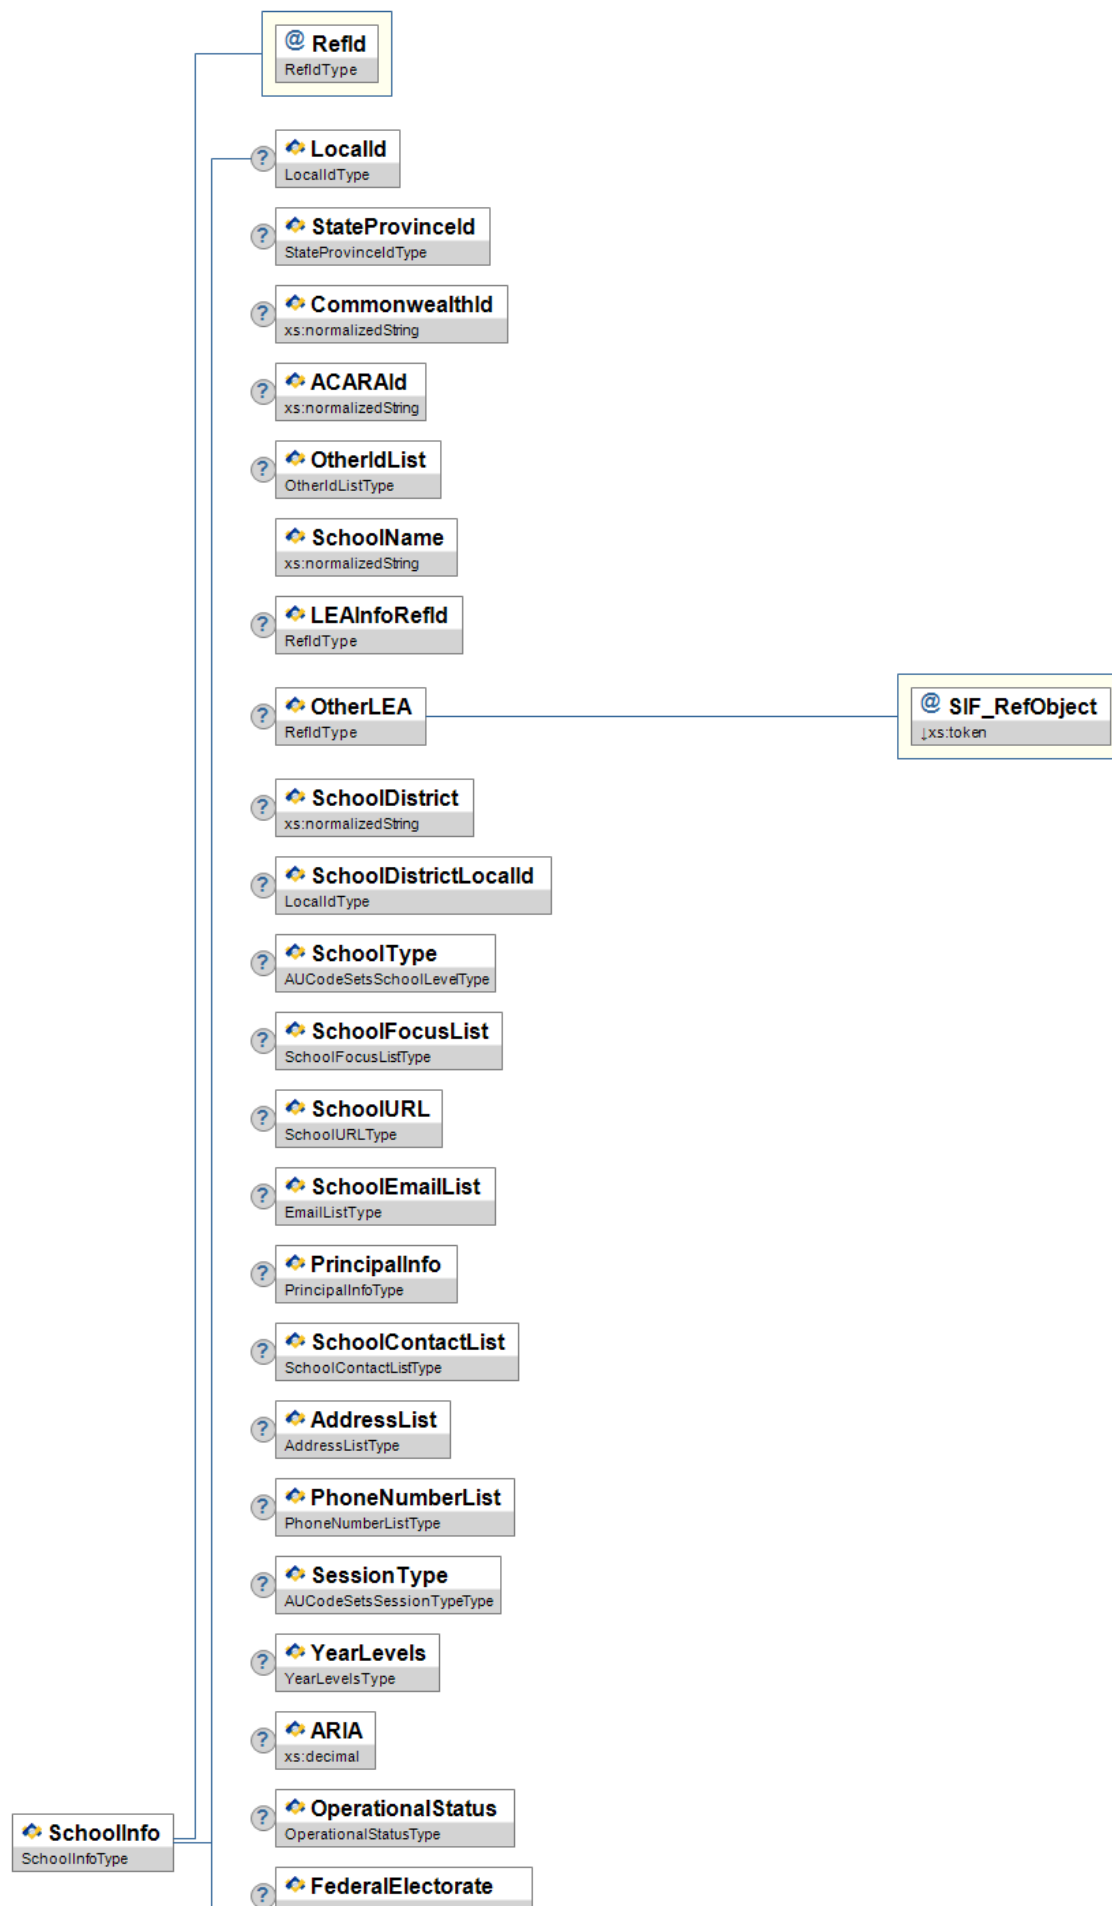 @ RefId
RefIdType
? LocalId
LocalIdType
? StateProvinceId
StateProvinceIdType
? CommonwealthId
xs:normalizedString
? ACARAId
xs:normalizedString
? OtherIdList
OtherIdListType
SchoolName
xs:normalizedString
? LEAInfoRefId
RefIdType
? OtherLEA
RefIdType
@ SIF_RefObject
↓xs:token
? SchoolDistrict
xs:normalizedString
? SchoolDistrictLocalId
LocalIdType
? SchoolType
AUCodeSetsSchoolLevelType
? SchoolFocusList
SchoolFocusListType
? SchoolURL
SchoolURLType
? SchoolEmailList
EmailListType
? PrincipalInfo
PrincipalInfoType
? SchoolContactList
SchoolContactListType
? AddressList
AddressListType
? PhoneNumberList
PhoneNumberListType
? SessionType
AUCodeSetsSessionTypeType
? YearLevels
YearLevelsType
? ARIA
xs:decimal
? OperationalStatus
OperationalStatusType
SchoolInfo
SchoolInfoType
? FederalElectorate